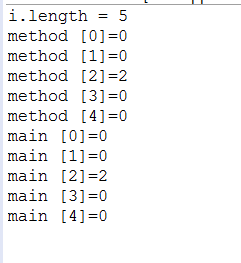 i.length = 5
method [0]=0
method [1]=0
method [2]=2
method [3]=0
method [4]=0
main [0]=0
main [1]=0
main [2]=2
main [3]=0
main [4]=0